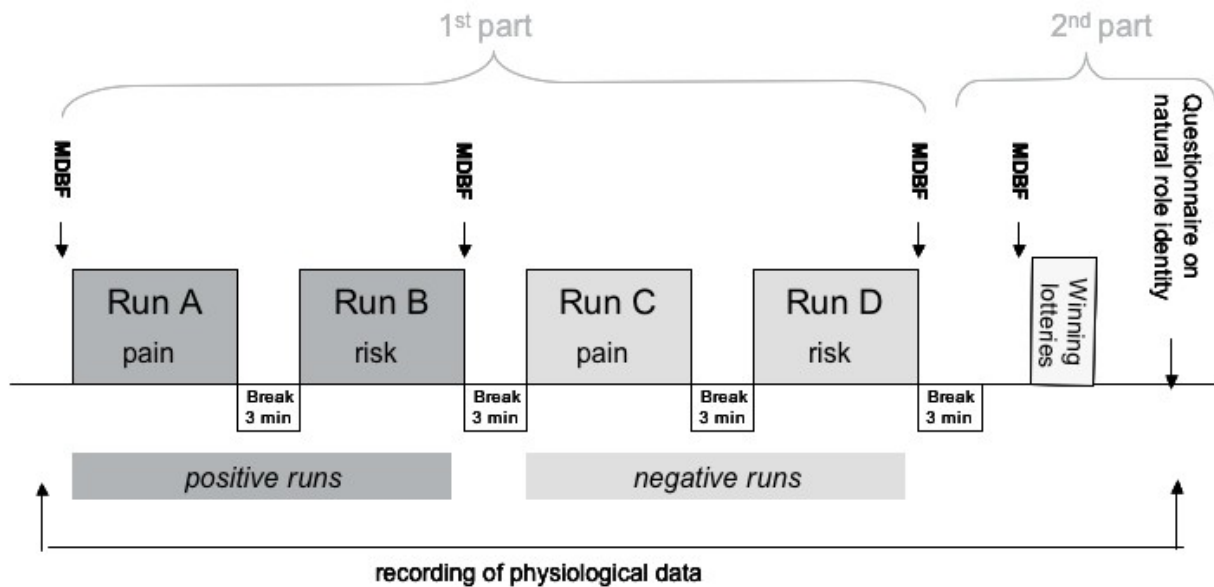 1st part
2nd part
MDBF
MDBF
MDBF
MDBF
Questionnaire on
natural role identity
Run A
pain
Run B
risk
Run C
pain
Run D
risk
Winning
lotteries
Break
3 min
Break
3 min
Break
3 min
Break
3 min
positive runs
negative runs
recording of physiological data